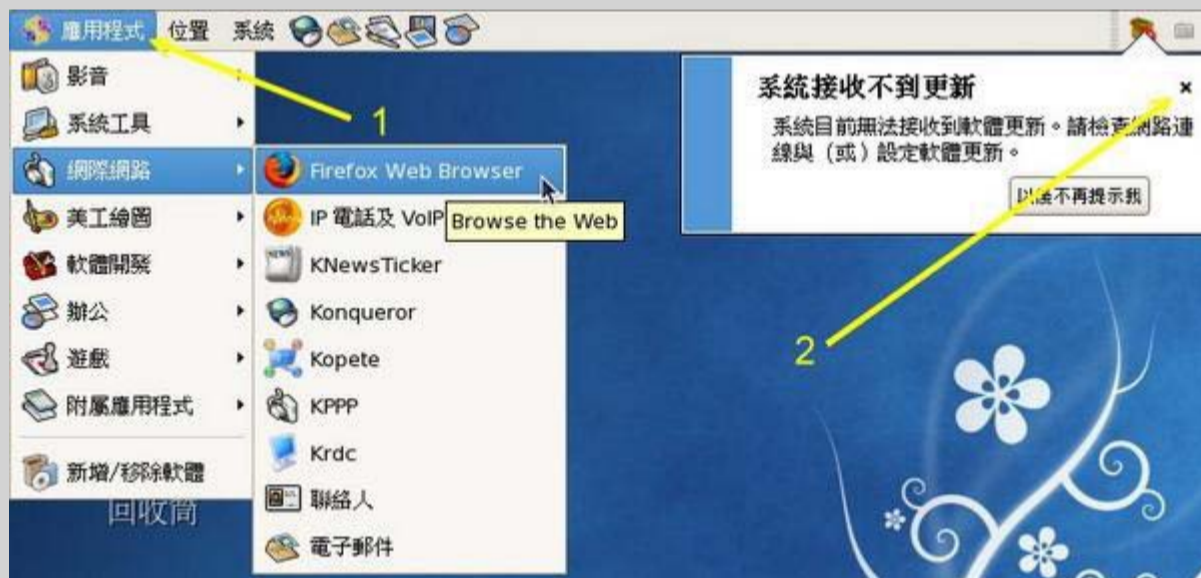 應用程式 位置 系統
影音
系統工具
網際網路
美工繪圖
軟體開發
辦公
遊戲
附屬應用程式
新增/移除軟體
回收筒
1
Firefox Web Browser
IP 電話及 VoIP
Browse the Web
KNewsTicker
Konqueror
Kopete
KPPP
Krdc
聯絡人
電子郵件
系統接收不到更新
系統目前無法接收到軟體更新。請檢查網路連
線與（或）設定軟體更新。
以後不再提示我
2